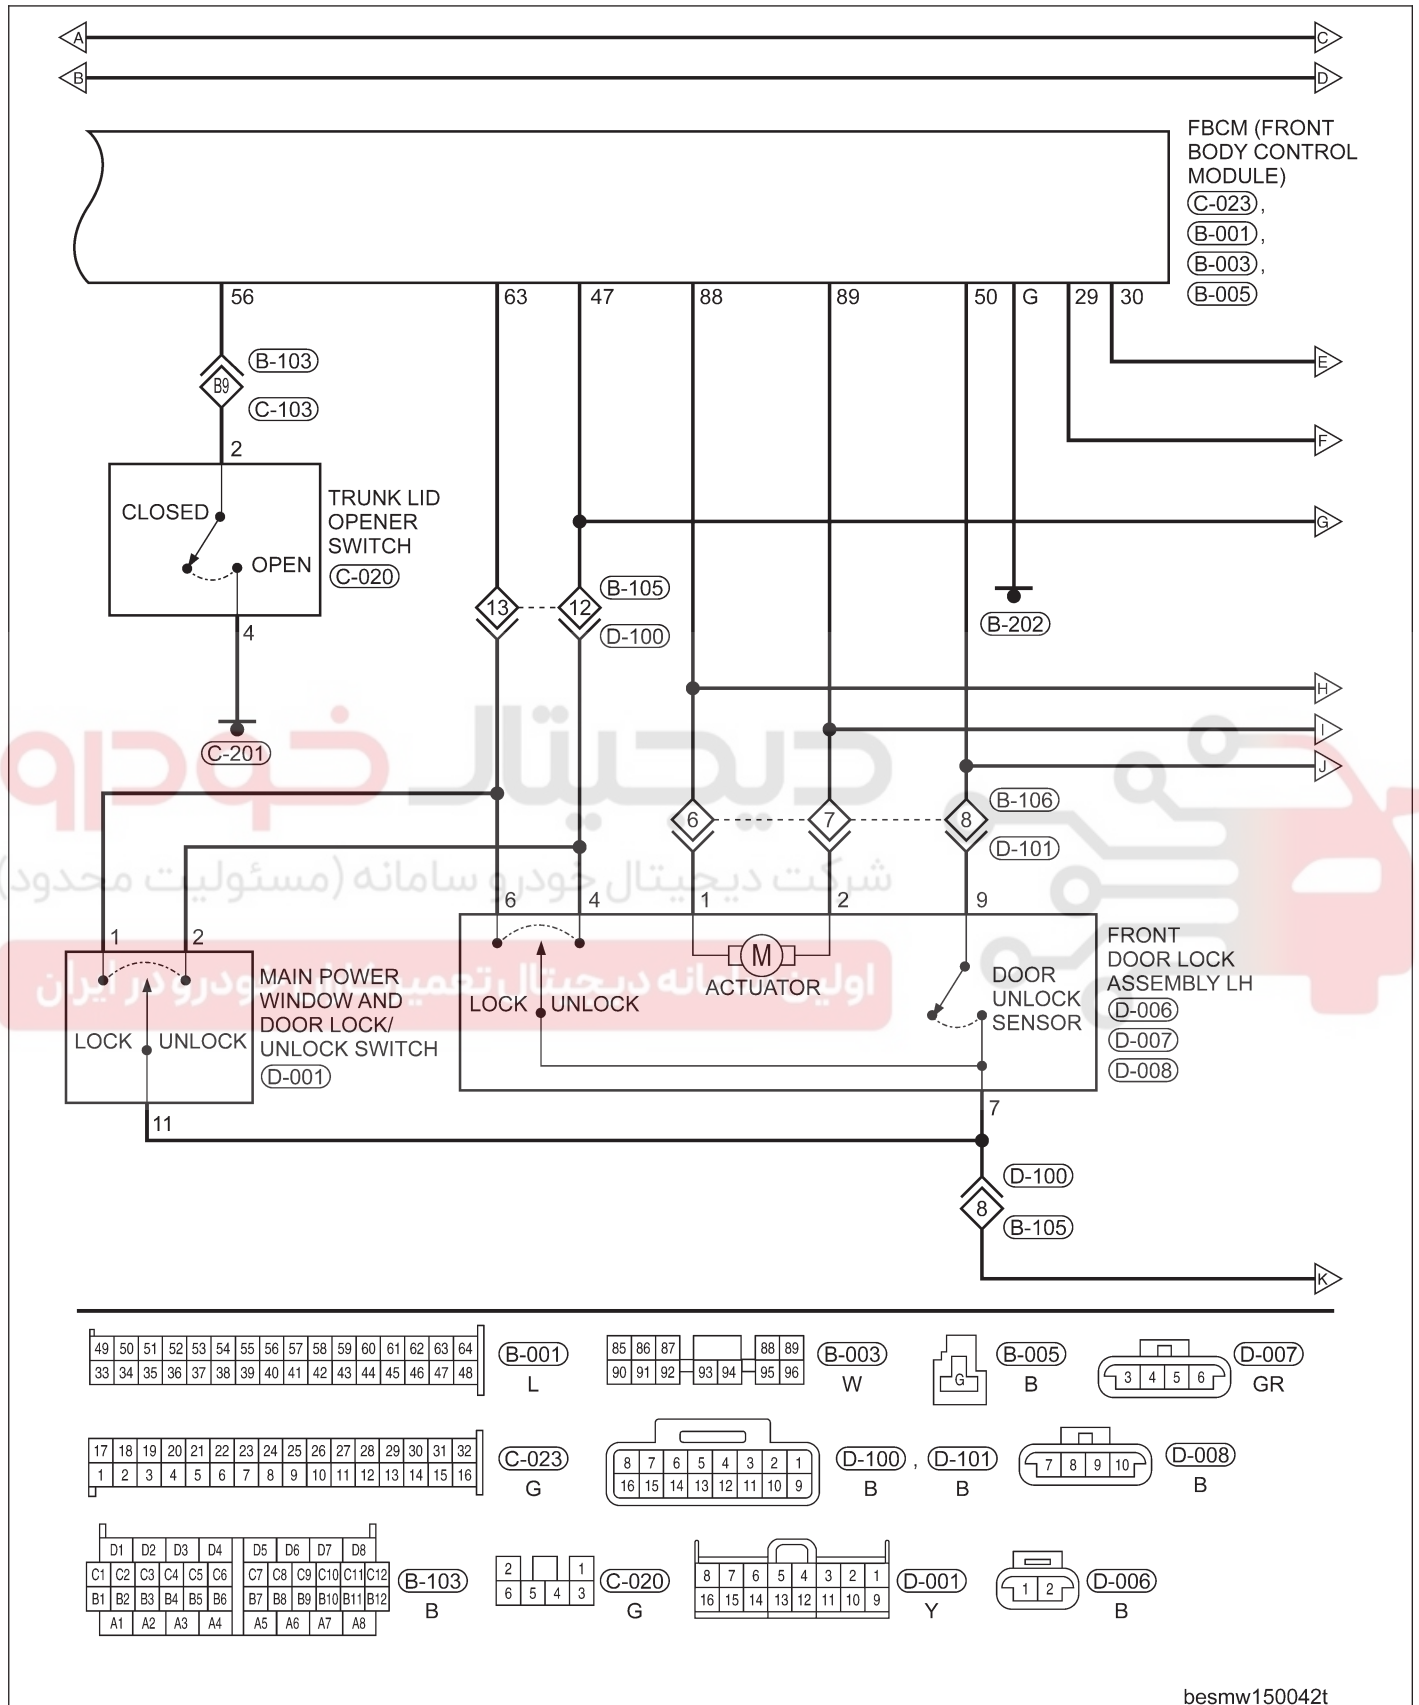 A C
B D
FBCM (FRONT
BODY CONTROL
MODULE)
C-023,
B-001,
B-003,
B-005
56 63 47 88 89 50 G 29 30
B-103
B9
C-103
E
F
2
TRUNK LID
OPENER
SWITCH
C-020
CLOSED
OPEN
G
13 12
B-105
D-100
B-202
4
C-201
H
I
J
دیجیتال خودرو
6 7 8
B-106
D-101
شرکت دیجیتال خودرو سامانه (مسئولیت محدود)
6 4 1 2 9
1 2
M
ACTUATOR
LOCK UNLOCK
DOOR
UNLOCK
SENSOR
FRONT
DOOR LOCK
ASSEMBLY LH
D-006
D-007
D-008
اولین سامانه دیجیتال تعمیرکاران خودرو در ایران
LOCK UNLOCK
MAIN POWER
WINDOW AND
DOOR LOCK/
UNLOCK SWITCH
D-001
7
11
D-100
8
B-105
K
49 50 51 52 53 54 55 56 57 58 59 60 61 62 63 64
33 34 35 36 37 38 39 40 41 42 43 44 45 46 47 48
B-001
L
85 86 87 88 89
90 91 92 93 94 95 96
B-003
W
G
B-005
B
3 4 5 6
D-007
GR
17 18 19 20 21 22 23 24 25 26 27 28 29 30 31 32
1 2 3 4 5 6 7 8 9 10 11 12 13 14 15 16
C-023
G
8 7 6 5 4 3 2 1
16 15 14 13 12 11 10 9
D-100 , D-101
B B
7 8 9 10
D-008
B
D1 D2 D3 D4 D5 D6 D7 D8
C1 C2 C3 C4 C5 C6 C7 C8 C9 C10 C11 C12
B1 B2 B3 B4 B5 B6 B7 B8 B9 B10 B11 B12
A1 A2 A3 A4 A5 A6 A7 A8
B-103
B
2 1
6 5 4 3
C-020
G
8 7 6 5 4 3 2 1
16 15 14 13 12 11 10 9
D-001
Y
1 2
D-006
B
besmw150042t